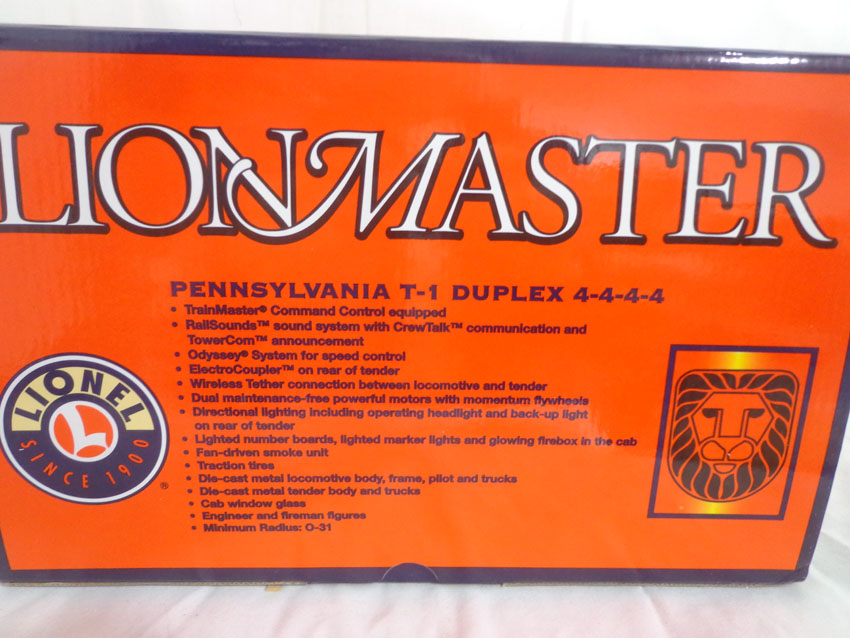 LIONMASTER
PENNSYLVANIA T-1 DUPLEX 4-4-4-4
• TrainMaster® Command Control equipped
• RailSounds™ sound system with CrewTalk™ communication and
TowerCom™ announcement
• Odyssey® System for speed control
• ElectroCoupler™ on rear of tender
• Wireless Tether connection between locomotive and tender
• Dual maintenance-free powerful motors with momentum flywheels
• Directional lighting including operating headlight and back-up light
on rear of tender
• Lighted number boards, lighted marker lights and glowing firebox in the cab
• Fan-driven smoke unit
• Traction tires
• Die-cast metal locomotive body, frame, pilot and trucks
• Die-cast metal tender body and trucks
• Cab window glass
• Engineer and fireman figures
• Minimum Radius: O-31
LIONEL
L
SINCE 1900
®